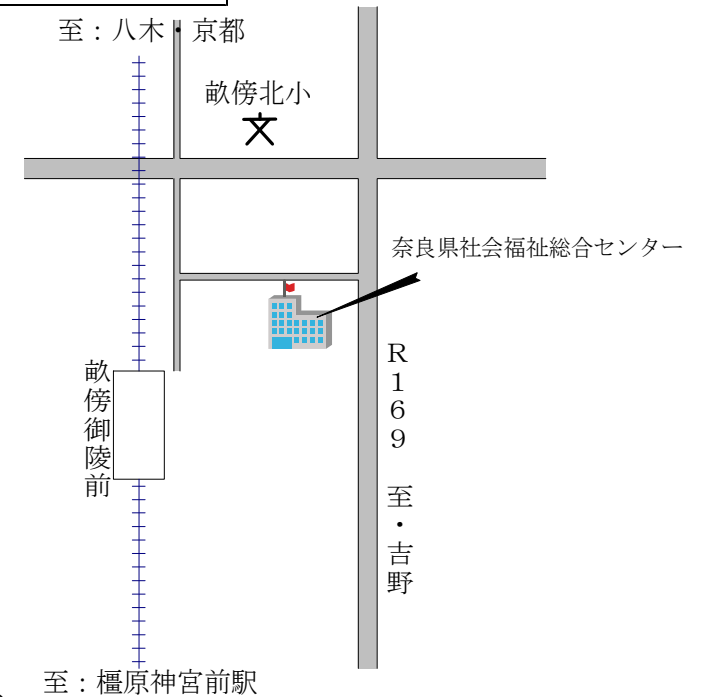 至：八木・京都
畝傍北小
奈良県社会福祉総合センター
畝傍御陵前
Ｒ１６９　至・吉野
至：橿原神宮前駅